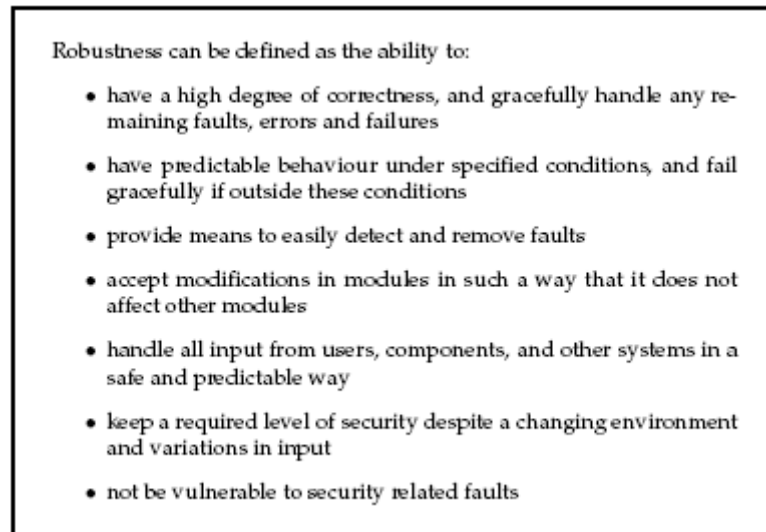 Robustness can be defined as the ability to:
• have a high degree of correctness, and gracefully handle any re-
maining faults, errors and failures
• have predictable behaviour under specified conditions, and fail
gracefully if outside these conditions
• provide means to easily detect and remove faults
• accept modifications in modules in such a way that it does not
affect other modules
• handle all input from users, components, and other systems in a
safe and predictable way
• keep a required level of security despite a changing environment
and variations in input
• not be vulnerable to security related faults